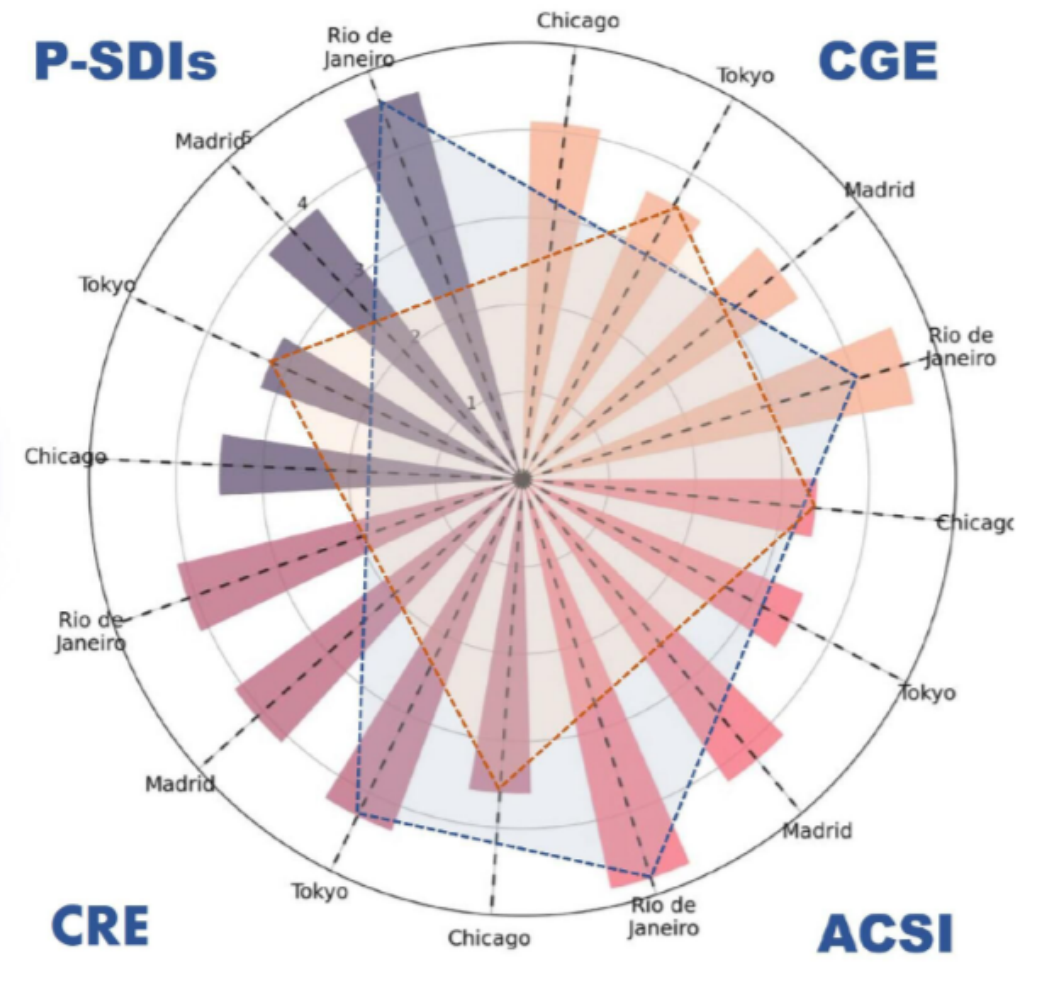 P-SDIs
CGE
Chicago
Tokyo
Madrid
Rio de
Janeiro
Chicago
Tokyo
Madrid
Rio de
Janeiro
ACSI
Chicago
Tokyo
CRE
Madrid
Rio de
Janeiro
Chicago
Tokyo
Madrid
Rio de
Janeiro
5
4
3
2
1